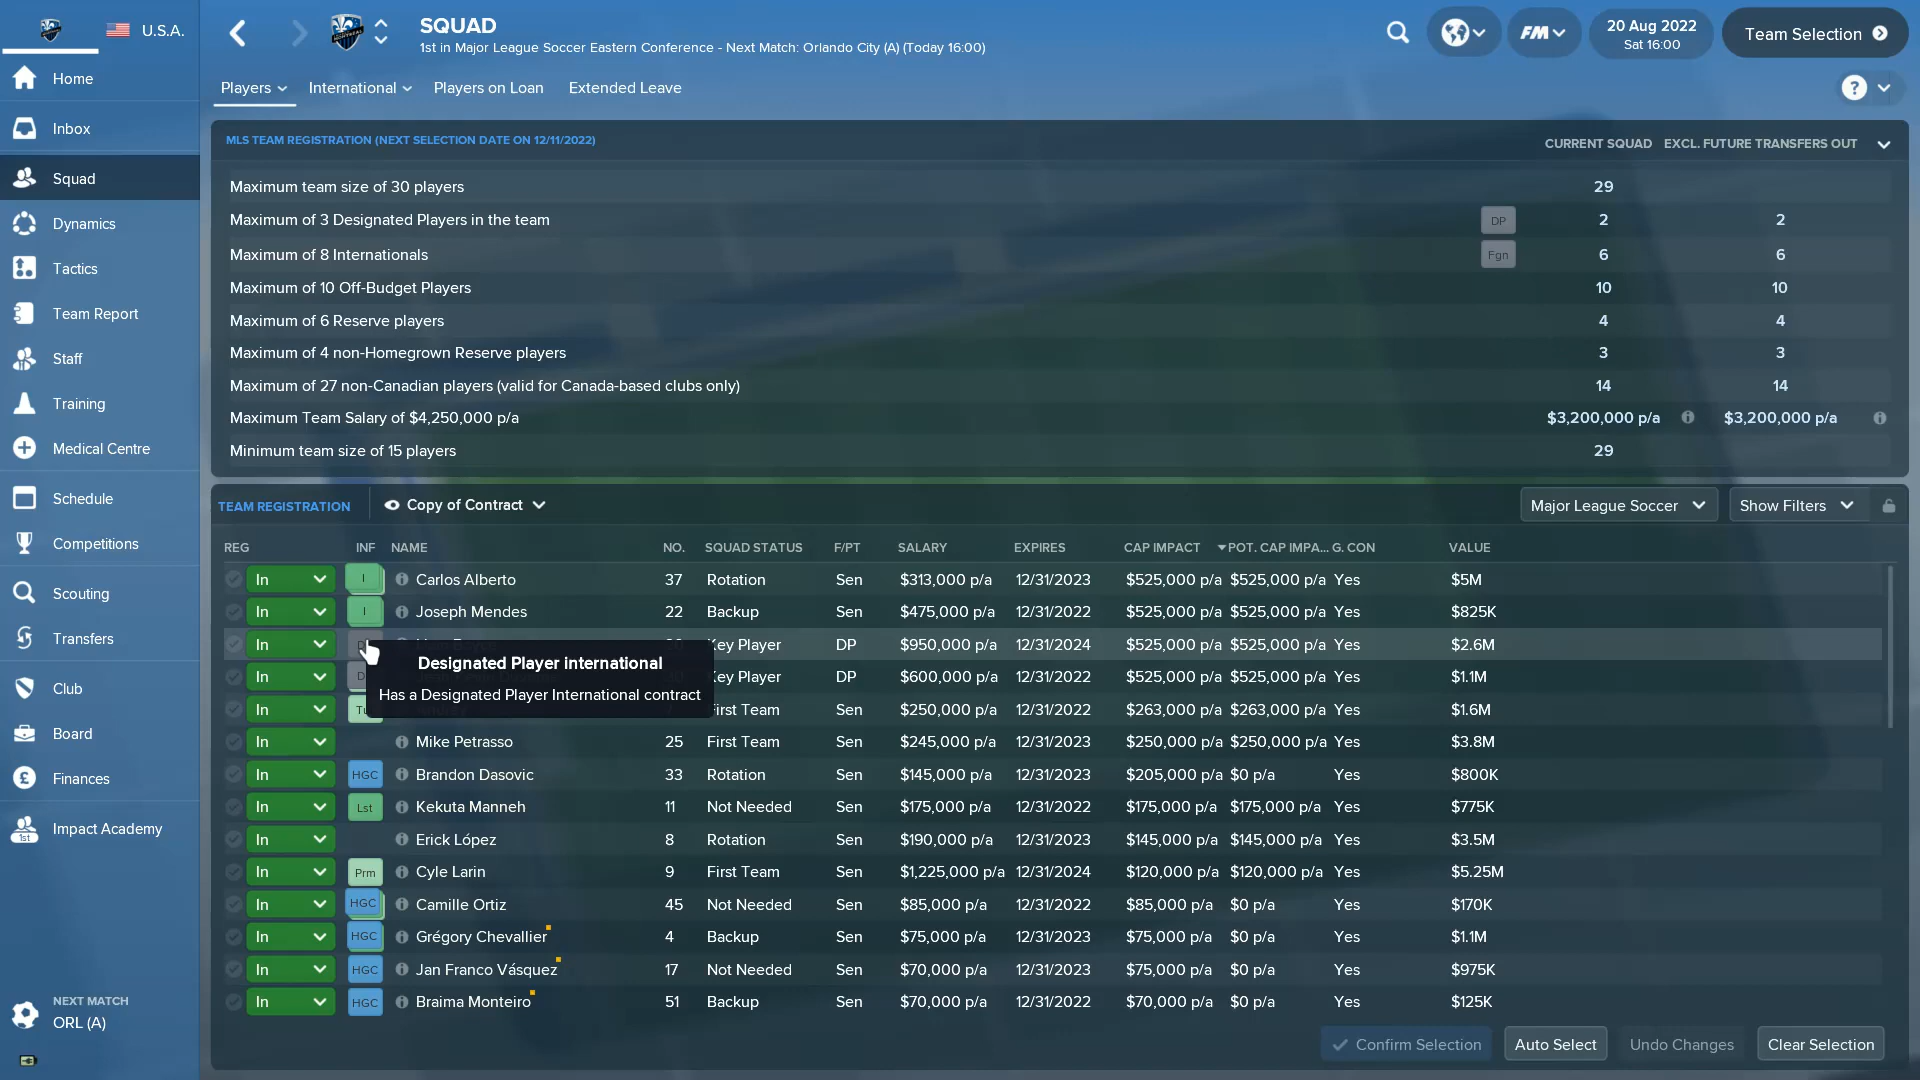 U.S.A.
SQUAD
1st in Major League Soccer Eastern Conference - Next Match: Orlando City (A) (Today 16:00)
FM
20 Aug 2022
Sat 16:00
Team Selection
Home
Inbox
Squad
Dynamics
Tactics
Team Report
Staff
Training
Medical Centre
Schedule
Competitions
Scouting
Transfers
Club
Board
Finances
1st
Impact Academy
NEXT MATCH
ORL (A)
Players
International
Players on Loan
Extended Leave
?
MLS TEAM REGISTRATION (NEXT SELECTION DATE ON 12/11/2022)
CURRENT SQUAD EXCL. FUTURE TRANSFERS OUT
Maximum team size of 30 players 29
Maximum of 3 Designated Players in the team DP 2 2
Maximum of 8 Internationals Fgn 6 6
Maximum of 10 Off-Budget Players 10 10
Maximum of 6 Reserve players 4 4
Maximum of 4 non-Homegrown Reserve players 3 3
Maximum of 27 non-Canadian players (valid for Canada-based clubs only) 14 14
Maximum Team Salary of $4,250,000 p/a $3,200,000 p/a $3,200,000 p/a
Minimum team size of 15 players 29
TEAM REGISTRATION Copy of Contract Major League Soccer Show Filters
REG INF NAME NO. SQUAD STATUS F/PT SALARY EXPIRES CAP IMPACT POT. CAP IMPA... G. CON VALUE
In I Carlos Alberto 37 Rotation Sen $313,000 p/a 12/31/2023 $525,000 p/a $525,000 p/a Yes $5M
In I Joseph Mendes 22 Backup Sen $475,000 p/a 12/31/2022 $525,000 p/a $525,000 p/a Yes $825K
In Key Player DP $950,000 p/a 12/31/2024 $525,000 p/a $525,000 p/a Yes $2.6M
Designated Player international
In Key Player DP $600,000 p/a 12/31/2022 $525,000 p/a $525,000 p/a Yes $1.1M
Has a Designated Player International contract
In First Team Sen $250,000 p/a 12/31/2022 $263,000 p/a $263,000 p/a Yes $1.6M
In Mike Petrasso 25 First Team Sen $245,000 p/a 12/31/2023 $250,000 p/a $250,000 p/a Yes $3.8M
In HGC Brandon Dasovic 33 Rotation Sen $145,000 p/a 12/31/2023 $205,000 p/a $0 p/a Yes $800K
In Lst Kekuta Manneh 11 Not Needed Sen $175,000 p/a 12/31/2022 $175,000 p/a $175,000 p/a Yes $775K
In Erick López 8 Rotation Sen $190,000 p/a 12/31/2023 $145,000 p/a $145,000 p/a Yes $3.5M
In Prm Cyle Larin 9 First Team Sen $1,225,000 p/a 12/31/2024 $120,000 p/a $120,000 p/a Yes $5.25M
In HGC Camille Ortiz 45 Not Needed Sen $85,000 p/a 12/31/2022 $85,000 p/a $0 p/a Yes $170K
In HGC Grégory Chevallier 4 Backup Sen $75,000 p/a 12/31/2023 $75,000 p/a $0 p/a Yes $1.1M
In HGC Jan Franco Vásquez 17 Not Needed Sen $70,000 p/a 12/31/2023 $75,000 p/a $0 p/a Yes $975K
In HGC Braima Monteiro 51 Backup Sen $70,000 p/a 12/31/2022 $70,000 p/a $0 p/a Yes $125K
Confirm Selection Auto Select Undo Changes Clear Selection